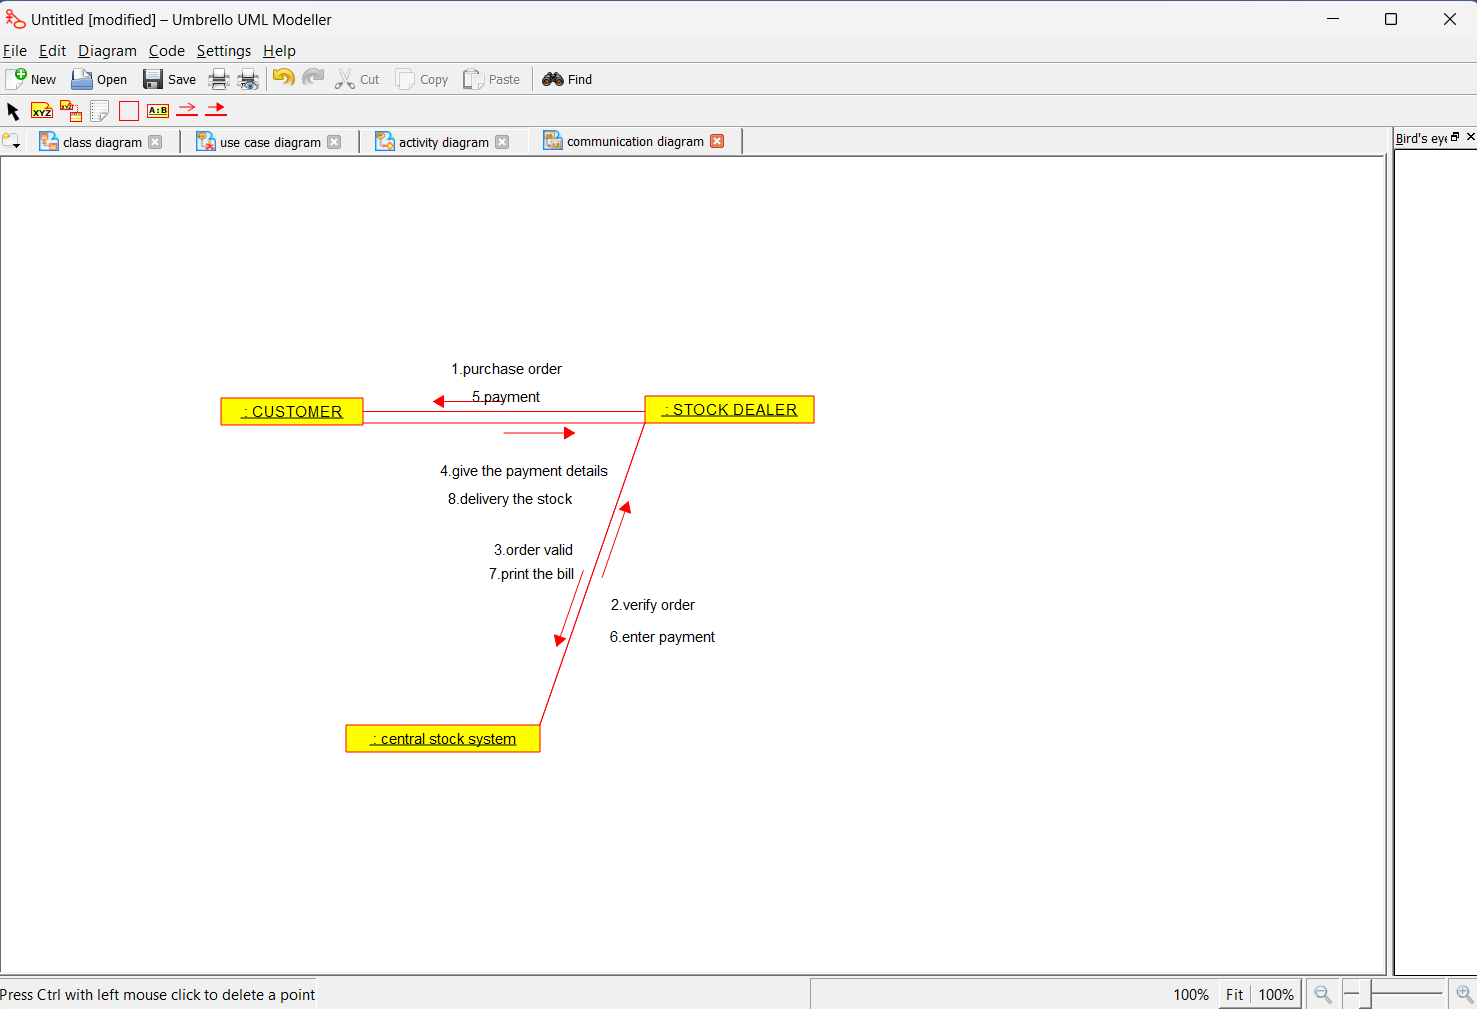 Untitled [modified] – Umbrello UML Modeller
File Edit Diagram Code Settings Help
New Open Save Cut Copy Paste Find
XYZ XYZ A:B
class diagram use case diagram activity diagram communication diagram
Bird's eye
1.purchase order
5.payment
: CUSTOMER
: STOCK DEALER
4.give the payment details
8.delivery the stock
3.order valid
7.print the bill
2.verify order
6.enter payment
: central stock system
Press Ctrl with left mouse click to delete a point
100% Fit 100%